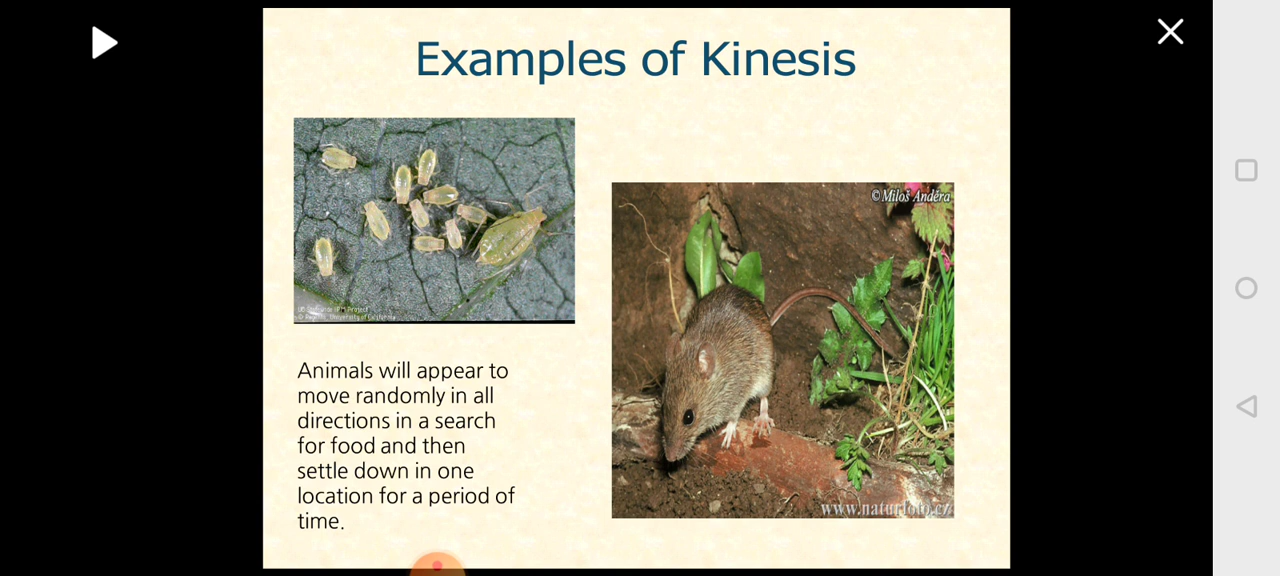 Examples of Kinesis
©Miloš Anděra
Animals will appear to
move randomly in all
directions in a search
for food and then
settle down in one
location for a period of
time.
www.naturfoto.cz